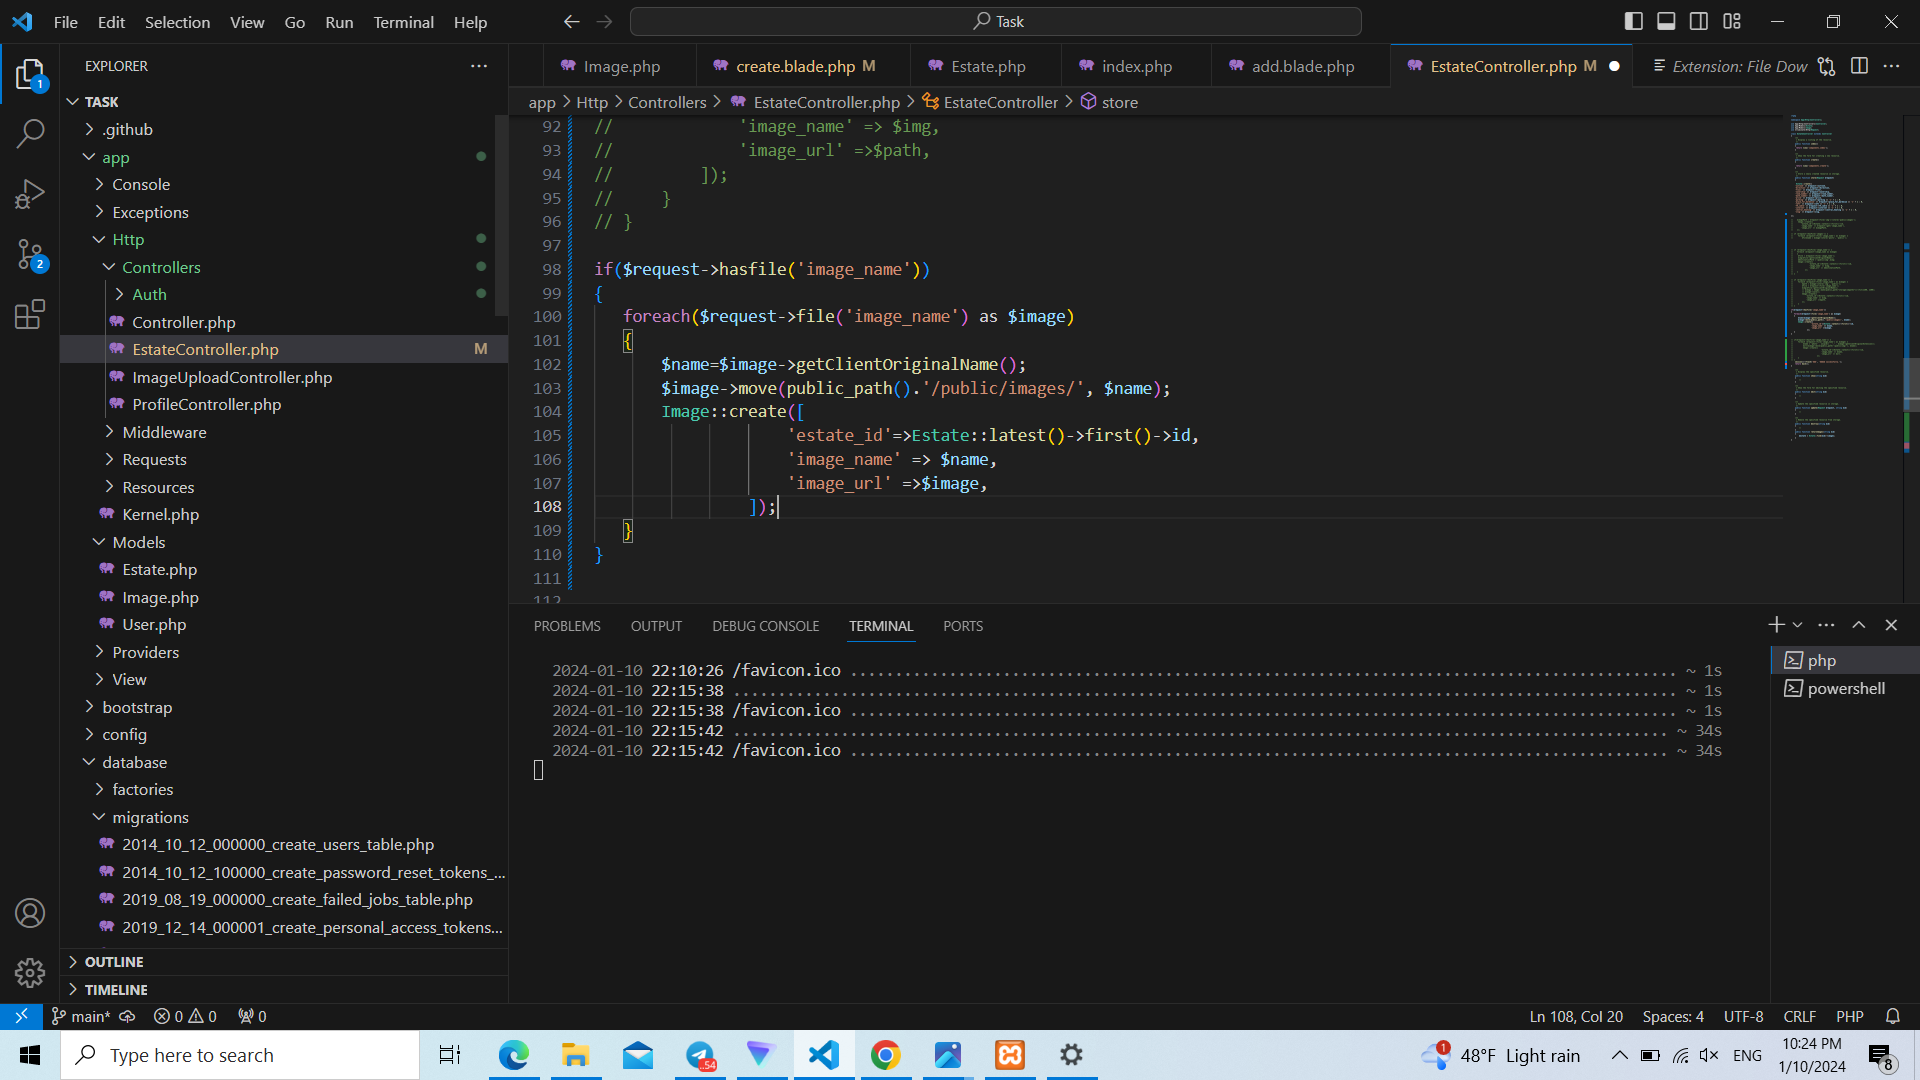 File Edit Selection View Go Run Terminal Help
Task
EXPLORER
Image.php
create.blade.php M
Estate.php
index.php
add.blade.php
EstateController.php M
Extension: File Dow
app > Http > Controllers > EstateController.php > EstateController > store
TASK
.github
app
Console
Exceptions
Http
Controllers
Auth
Controller.php
EstateController.php M
ImageUploadController.php
ProfileController.php
Middleware
Requests
Resources
Kernel.php
Models
Estate.php
Image.php
User.php
Providers
View
bootstrap
config
database
factories
migrations
2014_10_12_000000_create_users_table.php
2014_10_12_100000_create_password_reset_tokens_...
2019_08_19_000000_create_failed_jobs_table.php
2019_12_14_000001_create_personal_access_tokens...
OUTLINE
TIMELINE
92 // 'image_name' => $img,
93 // 'image_url' =>$path,
94 // ]);
95 // }
96 // }
97
98 if($request->hasfile('image_name'))
99 {
100 foreach($request->file('image_name') as $image)
101 {
102 $name=$image->getClientOriginalName();
103 $image->move(public_path().'/public/images/', $name);
104 Image::create([
105 'estate_id'=>Estate::latest()->first()->id,
106 'image_name' => $name,
107 'image_url' =>$image,
108 ]);
109 }
110 }
111
112
PROBLEMS OUTPUT DEBUG CONSOLE TERMINAL PORTS
2024-01-10 22:10:26 /favicon.ico ........ ~ 1s
2024-01-10 22:15:38 ........ ~ 1s
2024-01-10 22:15:38 /favicon.ico ........ ~ 1s
2024-01-10 22:15:42 ........ ~ 34s
2024-01-10 22:15:42 /favicon.ico ........ ~ 34s
php
powershell
1
2
main* 0 0 0
Ln 108, Col 20 Spaces: 4 UTF-8 CRLF PHP
Type here to search
.54
1
48°F Light rain
ENG
10:24 PM
1/10/2024
8